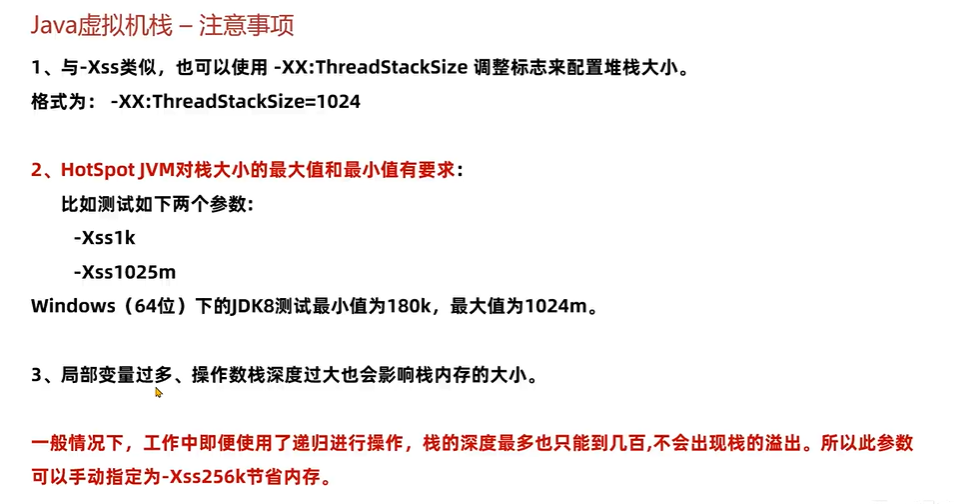 Java虚拟机栈 – 注意事项
1、与-Xss类似，也可以使用 -XX:ThreadStackSize 调整标志来配置堆栈大小。
格式为： -XX:ThreadStackSize=1024
2、HotSpot JVM对栈大小的最大值和最小值有要求：
比如测试如下两个参数：
-Xss1k
-Xss1025m
Windows（64位）下的JDK8测试最小值为180k，最大值为1024m。
3、局部变量过多、操作数栈深度过大也会影响栈内存的大小。
一般情况下，工作中即便使用了递归进行操作，栈的深度最多也只能到几百,不会出现栈的溢出。所以此参数
可以手动指定为-Xss256k节省内存。